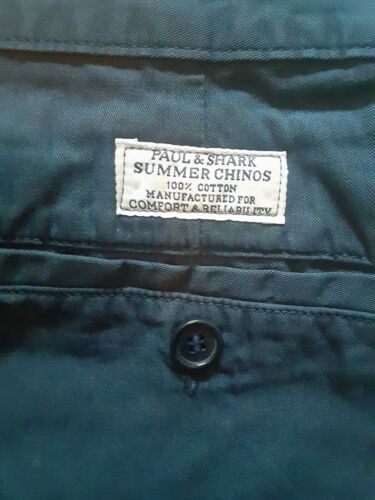 PAUL & SHARK
SUMMER CHINOS
100% COTTON
MANUFACTURED FOR
COMFORT & RELIABILITY